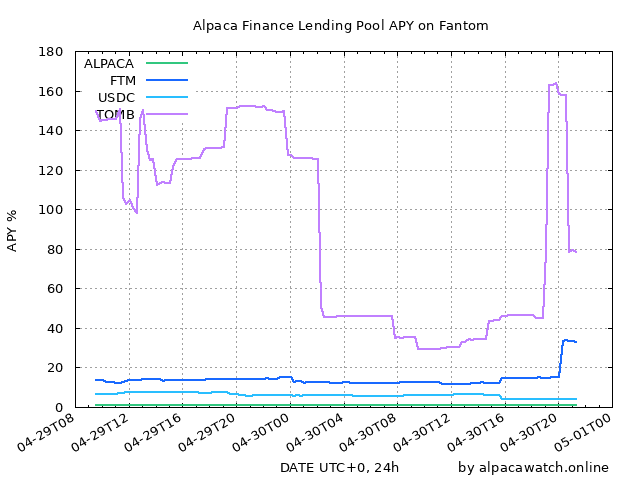 Alpaca Finance Lending Pool APY on Fantom
180
160
140
120
100
80
60
40
20
0
APY %
ALPACA
FTM
USDC
TOMB
04-29T08
04-29T12
04-29T16
04-29T20
04-30T00
04-30T04
04-30T08
04-30T12
04-30T16
04-30T20
05-01T00
DATE UTC+0, 24h
by alpacawatch.online